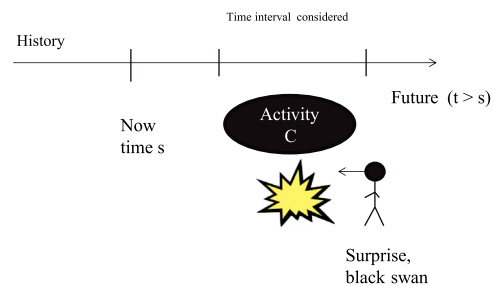 Time interval considered
History
Future (t > s)
Now
time s
Activity
C
Surprise,
black swan